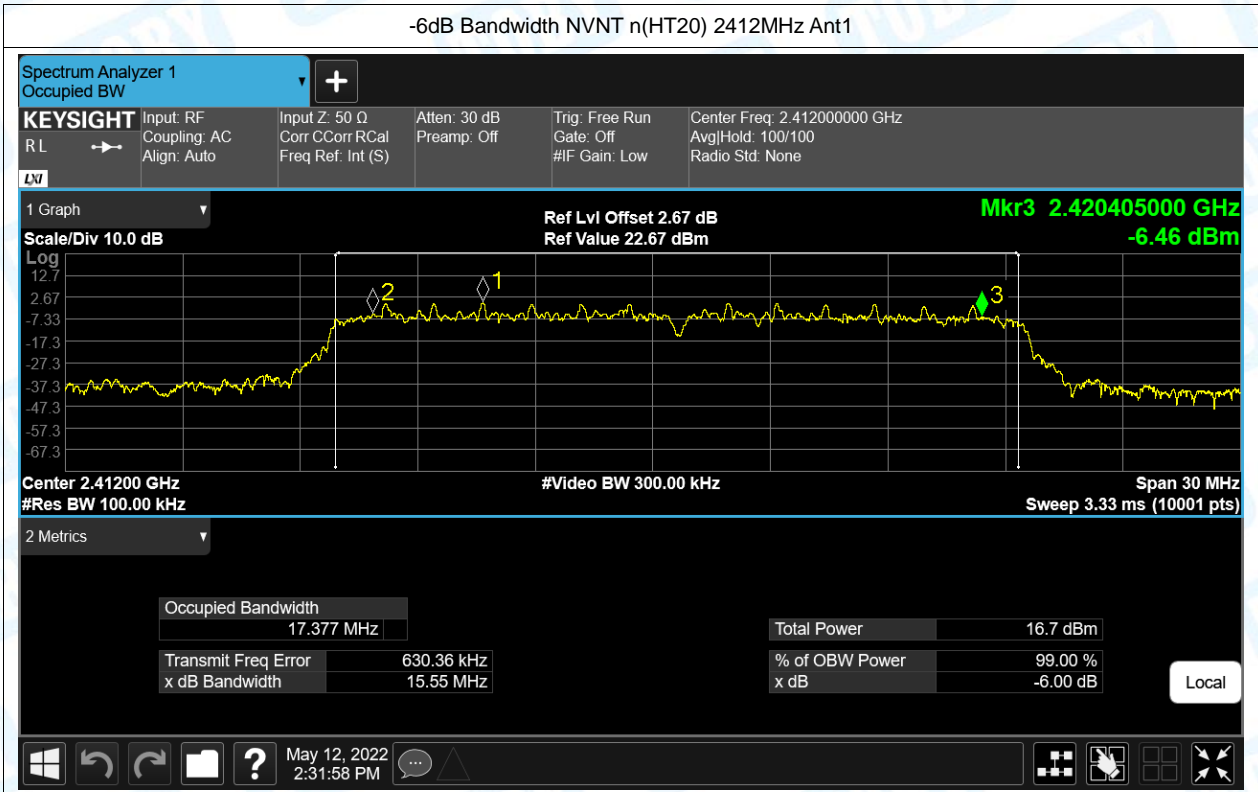 -6dB Bandwidth NVNT n(HT20) 2412MHz Ant1
Spectrum Analyzer 1
Occupied BW
KEYSIGHT
RL
LXI
Input: RF
Coupling: AC
Align: Auto
Input Z: 50 Ω
Corr CCorr RCal
Freq Ref: Int (S)
Atten: 30 dB
Preamp: Off
Trig: Free Run
Gate: Off
#IF Gain: Low
Center Freq: 2.412000000 GHz
Avg|Hold: 100/100
Radio Std: None
1 Graph
Scale/Div 10.0 dB
Ref Lvl Offset 2.67 dB
Ref Value 22.67 dBm
Mkr3 2.420405000 GHz
-6.46 dBm
Log
12.7
2.67
-7.33
-17.3
-27.3
-37.3
-47.3
-57.3
-67.3
2
1
3
Center 2.41200 GHz
#Res BW 100.00 kHz
#Video BW 300.00 kHz
Span 30 MHz
Sweep 3.33 ms (10001 pts)
2 Metrics
Occupied Bandwidth
17.377 MHz
Transmit Freq Error 630.36 kHz
x dB Bandwidth 15.55 MHz
Total Power 16.7 dBm
% of OBW Power 99.00 %
x dB -6.00 dB
Local
?
May 12, 2022
2:31:58 PM